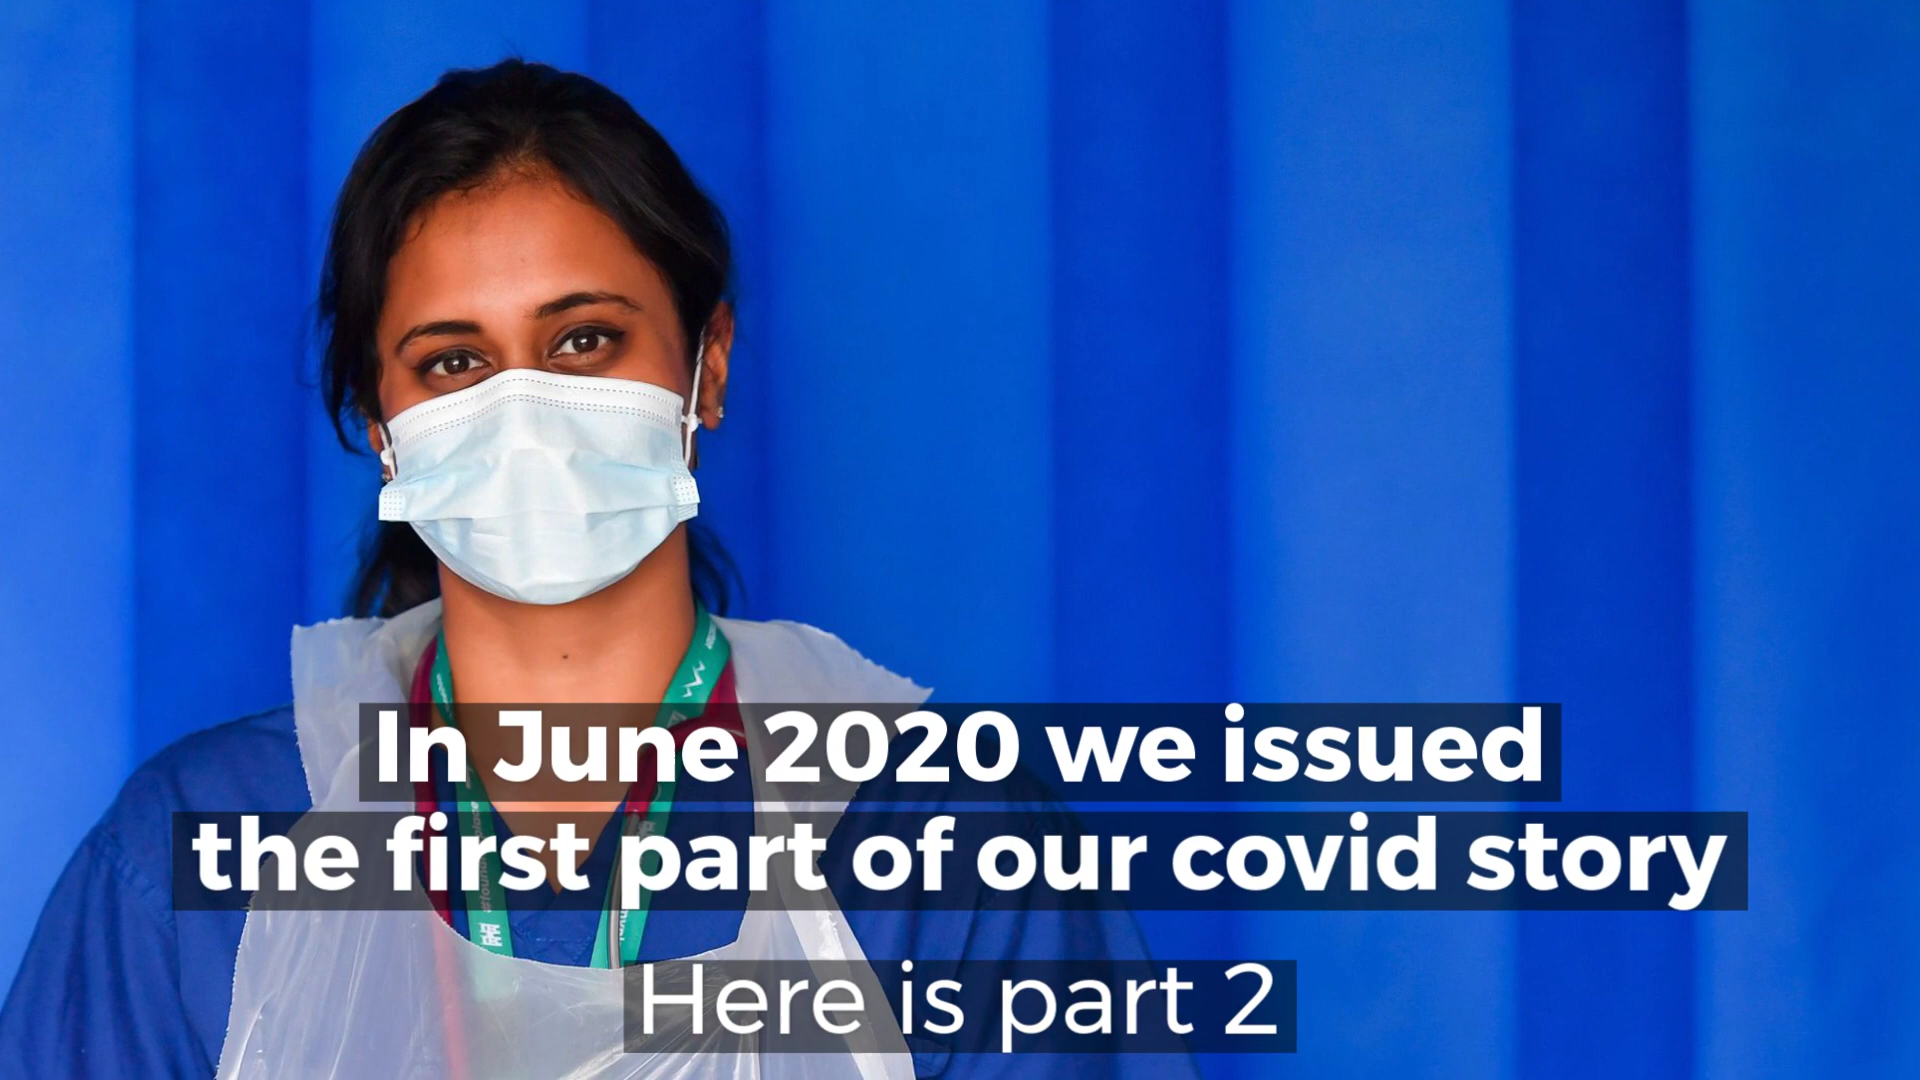 In June 2020 we issued
the first part of our covid story
Here is part 2